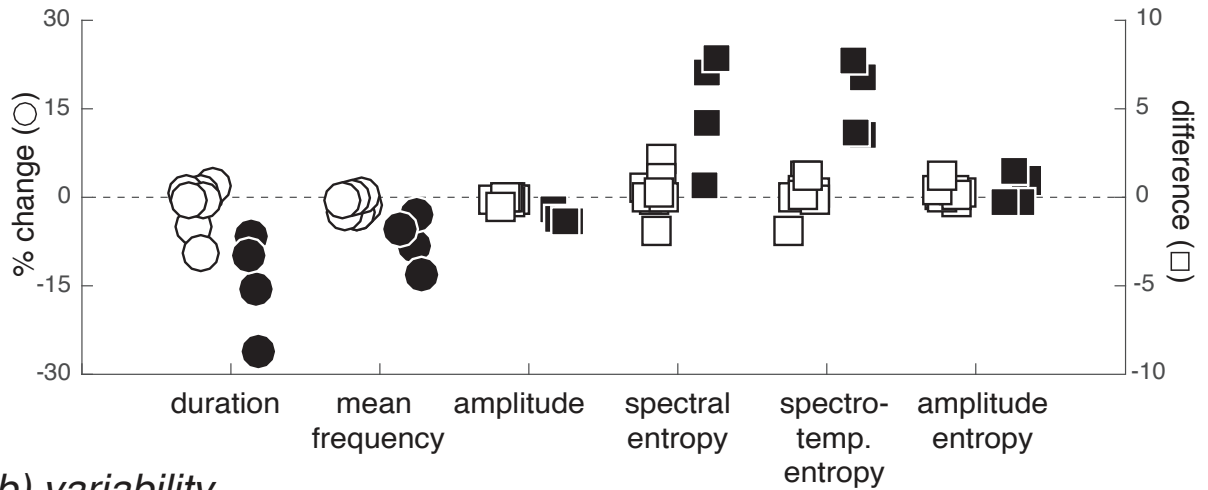 30
15
0
-15
-30
% change (○)
10
5
0
-5
-10
difference (□)
duration
mean
frequency
amplitude
spectral
entropy
spectro-
temp.
entropy
amplitude
entropy
b) variability